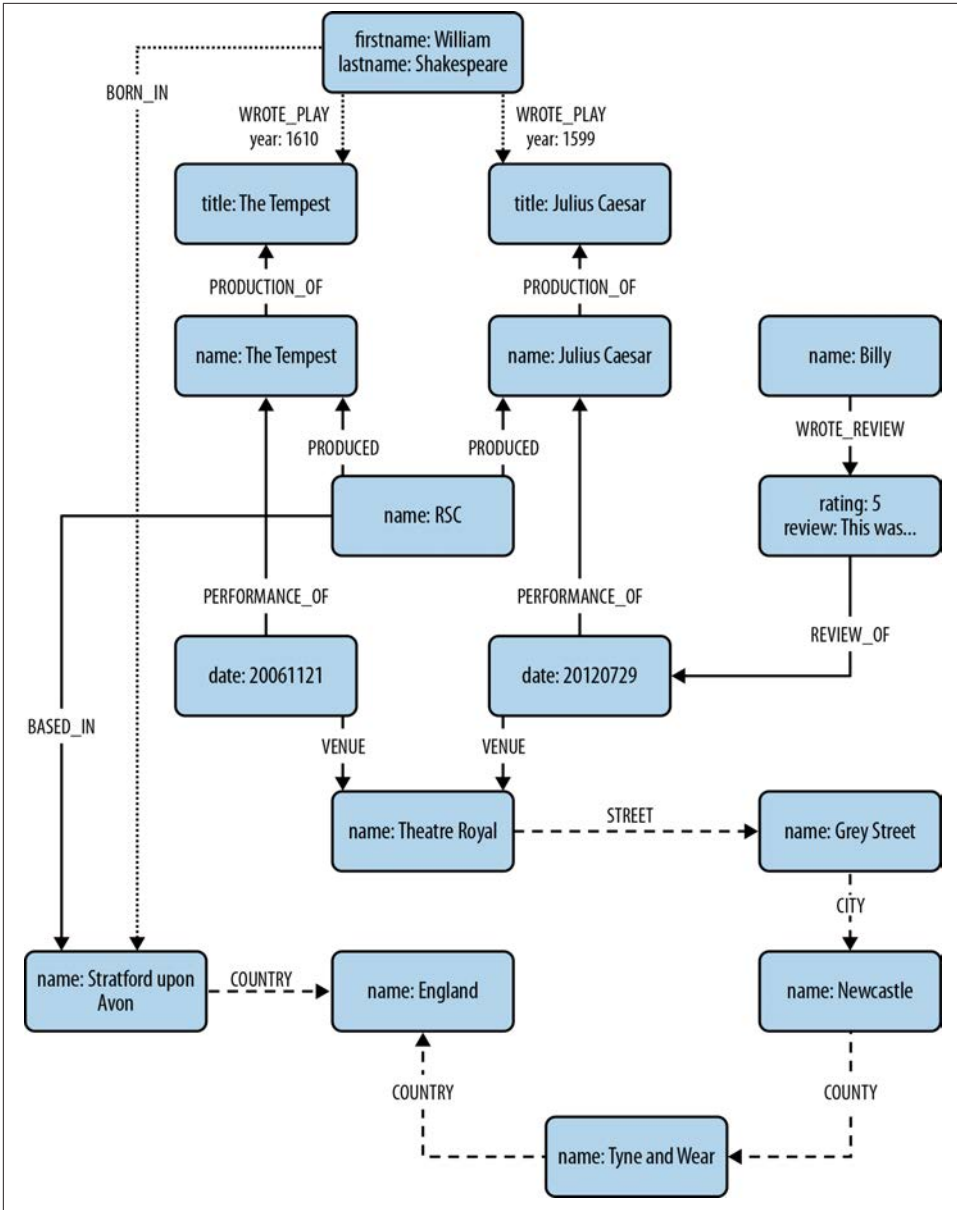 firstname: William
lastname: Shakespeare
BORN_IN
WROTE_PLAY
year: 1610
WROTE_PLAY
year: 1599
title: The Tempest
title: Julius Caesar
PRODUCTION_OF
PRODUCTION_OF
name: The Tempest
name: Julius Caesar
name: Billy
PRODUCED
PRODUCED
WROTE_REVIEW
name: RSC
rating: 5
review: This was...
PERFORMANCE_OF
PERFORMANCE_OF
REVIEW_OF
date: 20061121
date: 20120729
BASED_IN
VENUE
VENUE
name: Theatre Royal
STREET
name: Grey Street
CITY
name: Stratford upon
Avon
COUNTRY
name: England
name: Newcastle
COUNTRY
COUNTY
name: Tyne and Wear